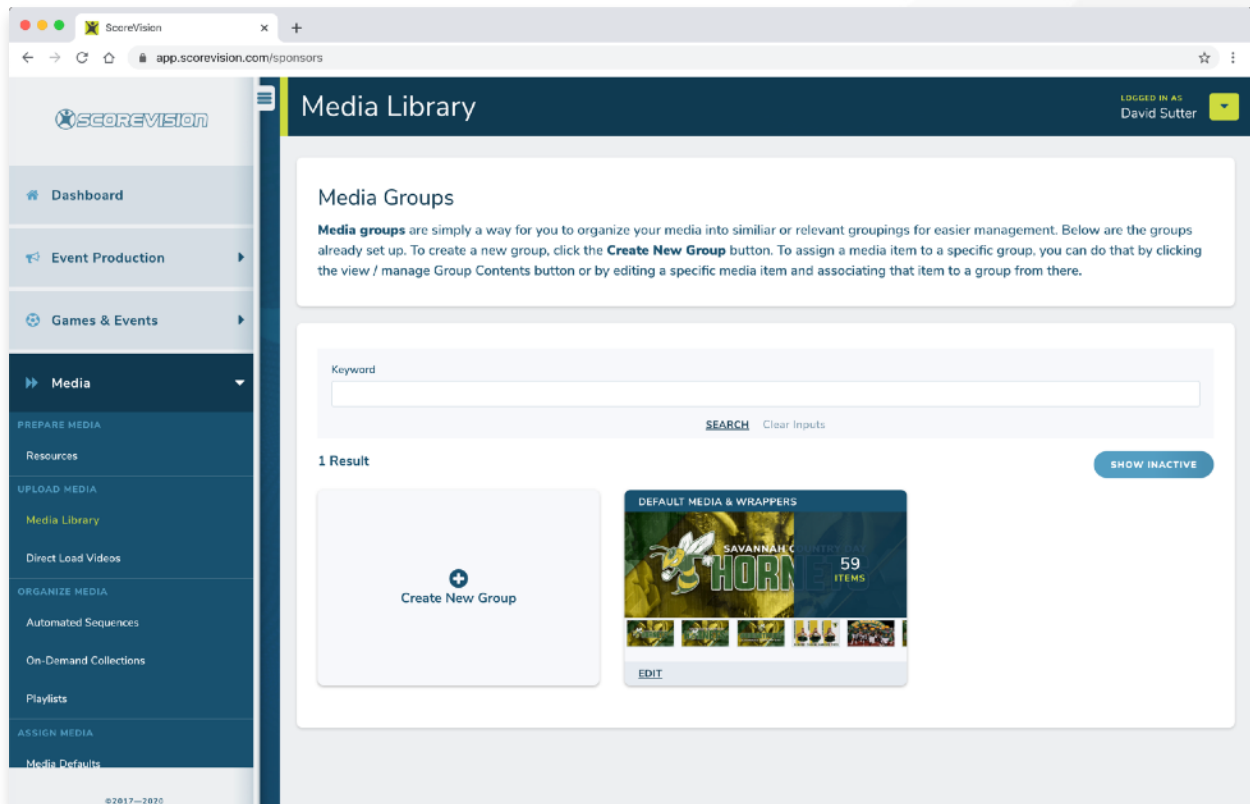 ScoreVision
app.scorevision.com/sponsors
SCOREVISION
Media Library
LOGGED IN AS
David Sutter
Dashboard
Event Production
Games & Events
Media
PREPARE MEDIA
Resources
UPLOAD MEDIA
Media Library
Direct Load Videos
ORGANIZE MEDIA
Automated Sequences
On-Demand Collections
Playlists
ASSIGN MEDIA
Media Defaults
©2017—2020
Media Groups
Media groups are simply a way for you to organize your media into similiar or relevant groupings for easier management. Below are the groups
already set up. To create a new group, click the Create New Group button. To assign a media item to a specific group, you can do that by clicking
the view / manage Group Contents button or by editing a specific media item and associating that item to a group from there.
Keyword
SEARCH Clear Inputs
1 Result
SHOW INACTIVE
Create New Group
DEFAULT MEDIA & WRAPPERS
SAVANNAH COUNTRY DAY
HORNETS
59
ITEMS
EDIT